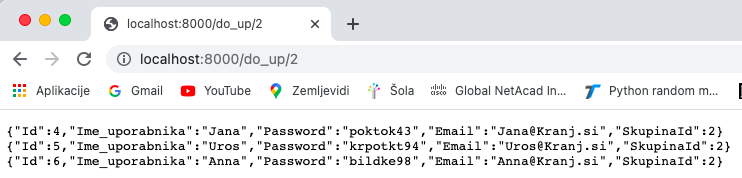 localhost:8000/do_up/2
localhost:8000/do_up/2
Aplikacije Gmail YouTube Zemljevidi Šola Global NetAcad In... Python random m...
{"Id":4,"Ime_uporabnika":"Jana","Password":"poktok43","Email":"Jana@Kranj.si","SkupinaId":2}
{"Id":5,"Ime_uporabnika":"Uros","Password":"krpotkt94","Email":"Uros@Kranj.si","SkupinaId":2}
{"Id":6,"Ime_uporabnika":"Anna","Password":"bildke98","Email":"Anna@Kranj.si","SkupinaId":2}